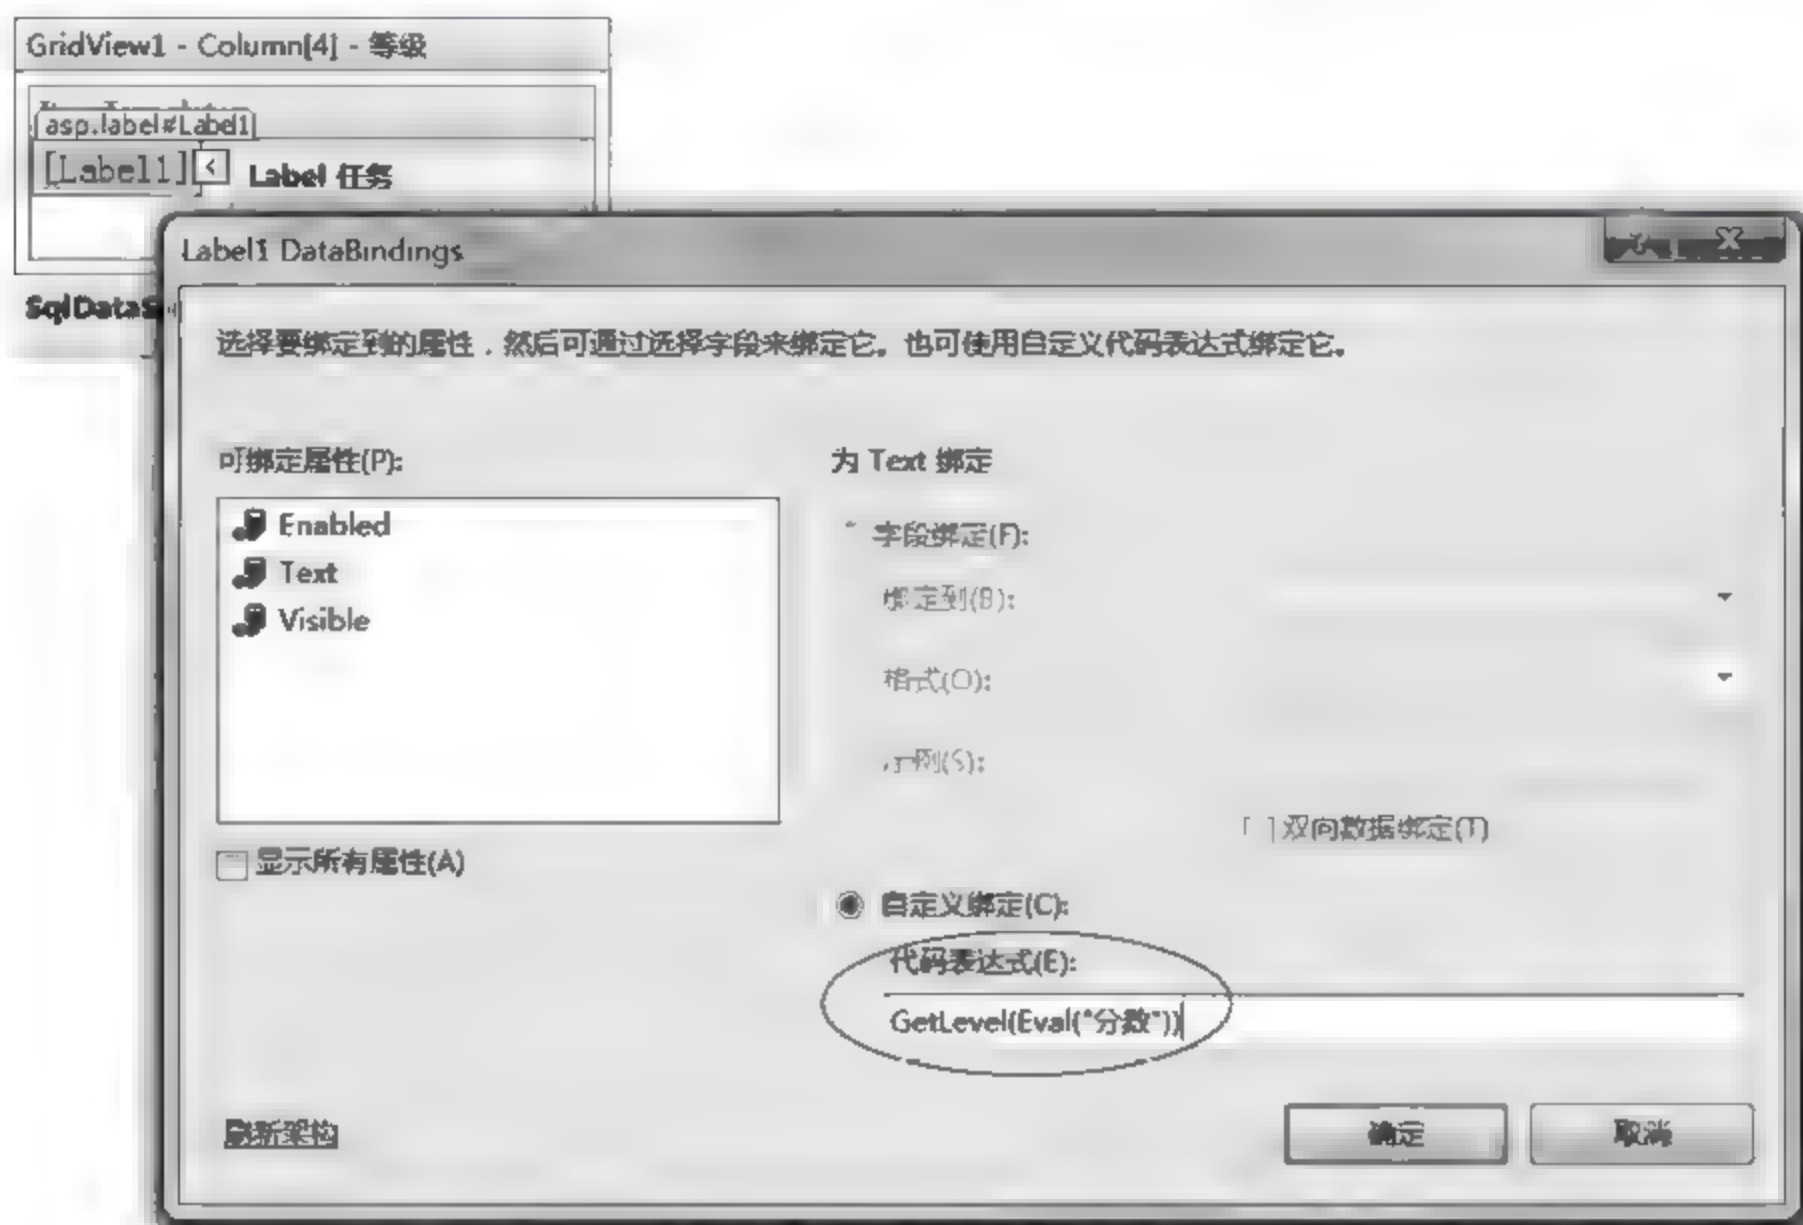 GridView1 - Column[4] - 等级
asp.label#Label1
[Label1]
Label 任务
Label1 DataBindings
SqlDataS
选择要绑定到的属性，然后可通过选择字段来绑定它。也可使用自定义代码表达式绑定它。
可绑定属性(P):
Enabled
Text
Visible
显示所有属性(A)
为 Text 绑定
字段绑定(F):
绑定到(B):
格式(O):
示例(S):
双向数据绑定(T)
自定义绑定(C):
代码表达式(E):
GetLevel(Eval("分数"))
刷新架构
确定
取消